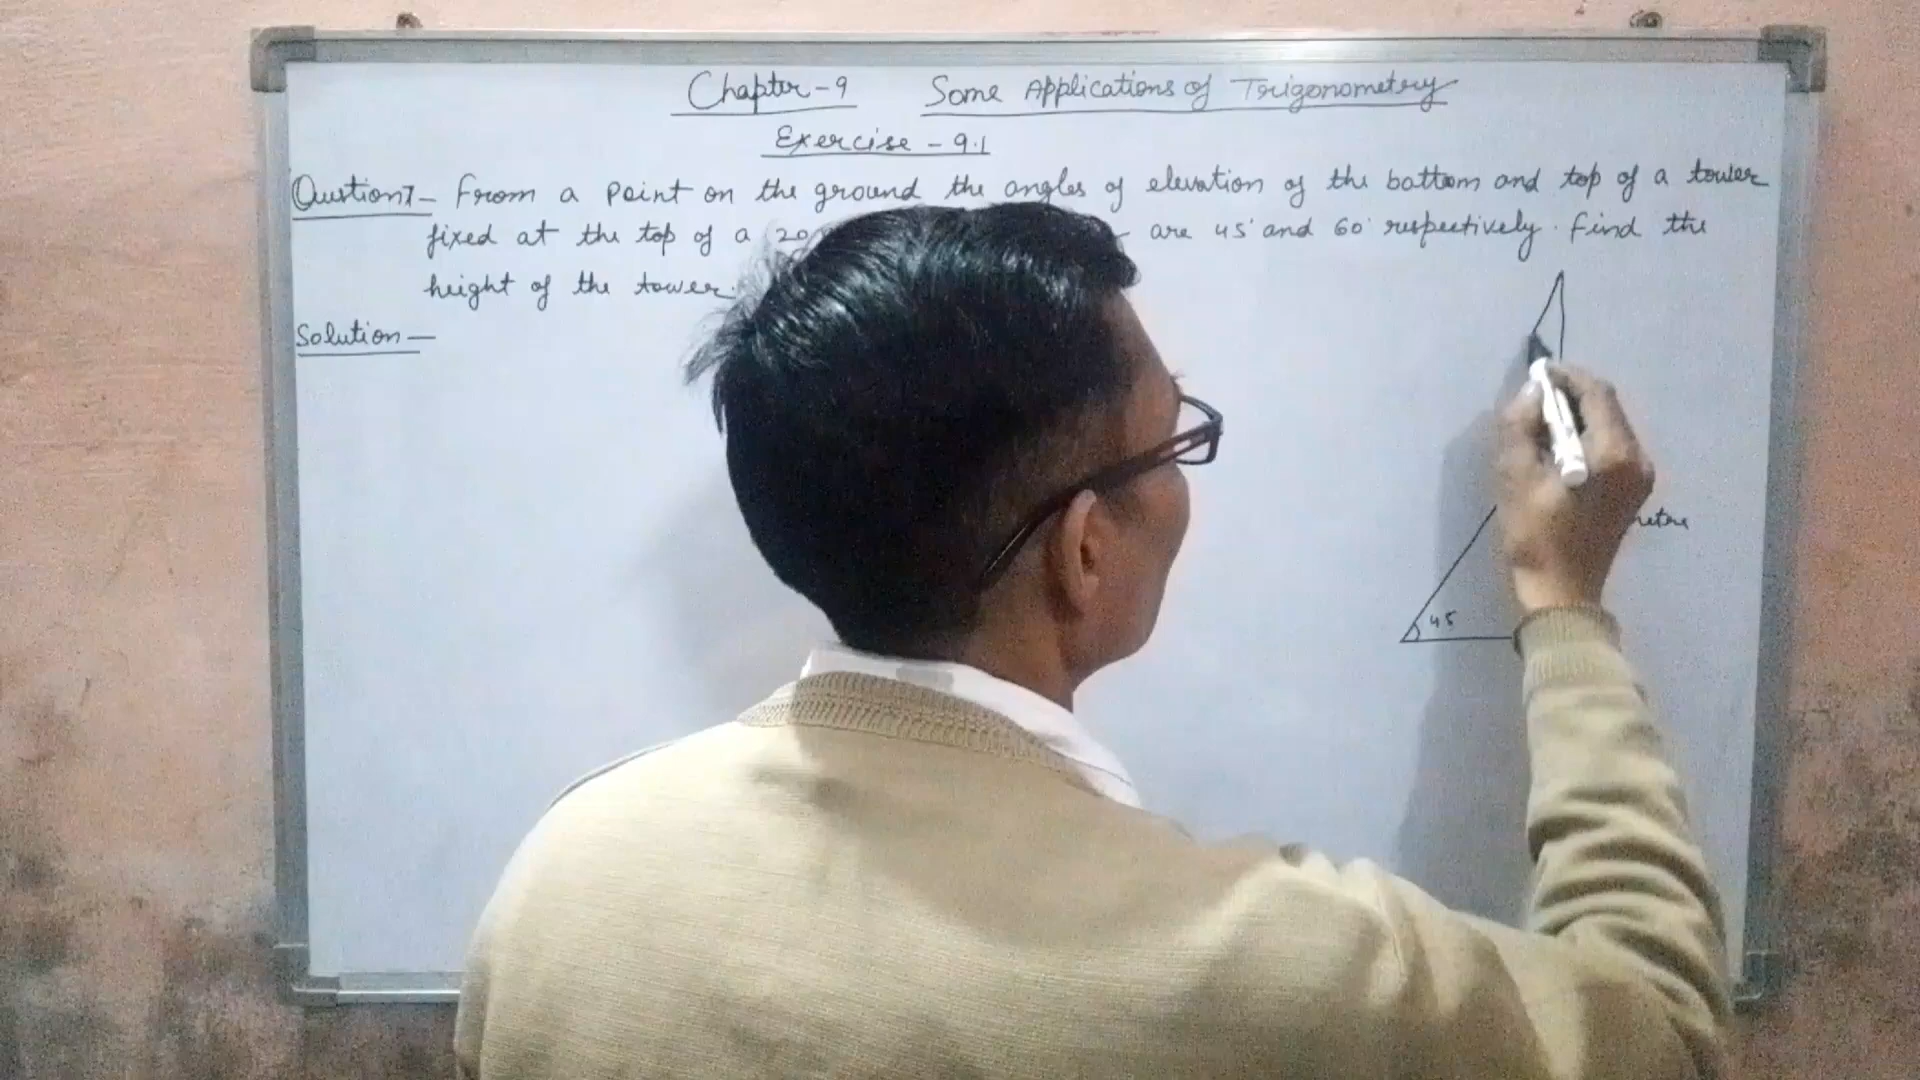 Chapter-9 Some Applications of Trigonometry
Exercise - 9.1
Question7- From a point on the ground the angles of elevation of the bottom and top of a tower
fixed at the top of a 20 are 45° and 60° respectively. Find the
height of the tower.
Solution-
45